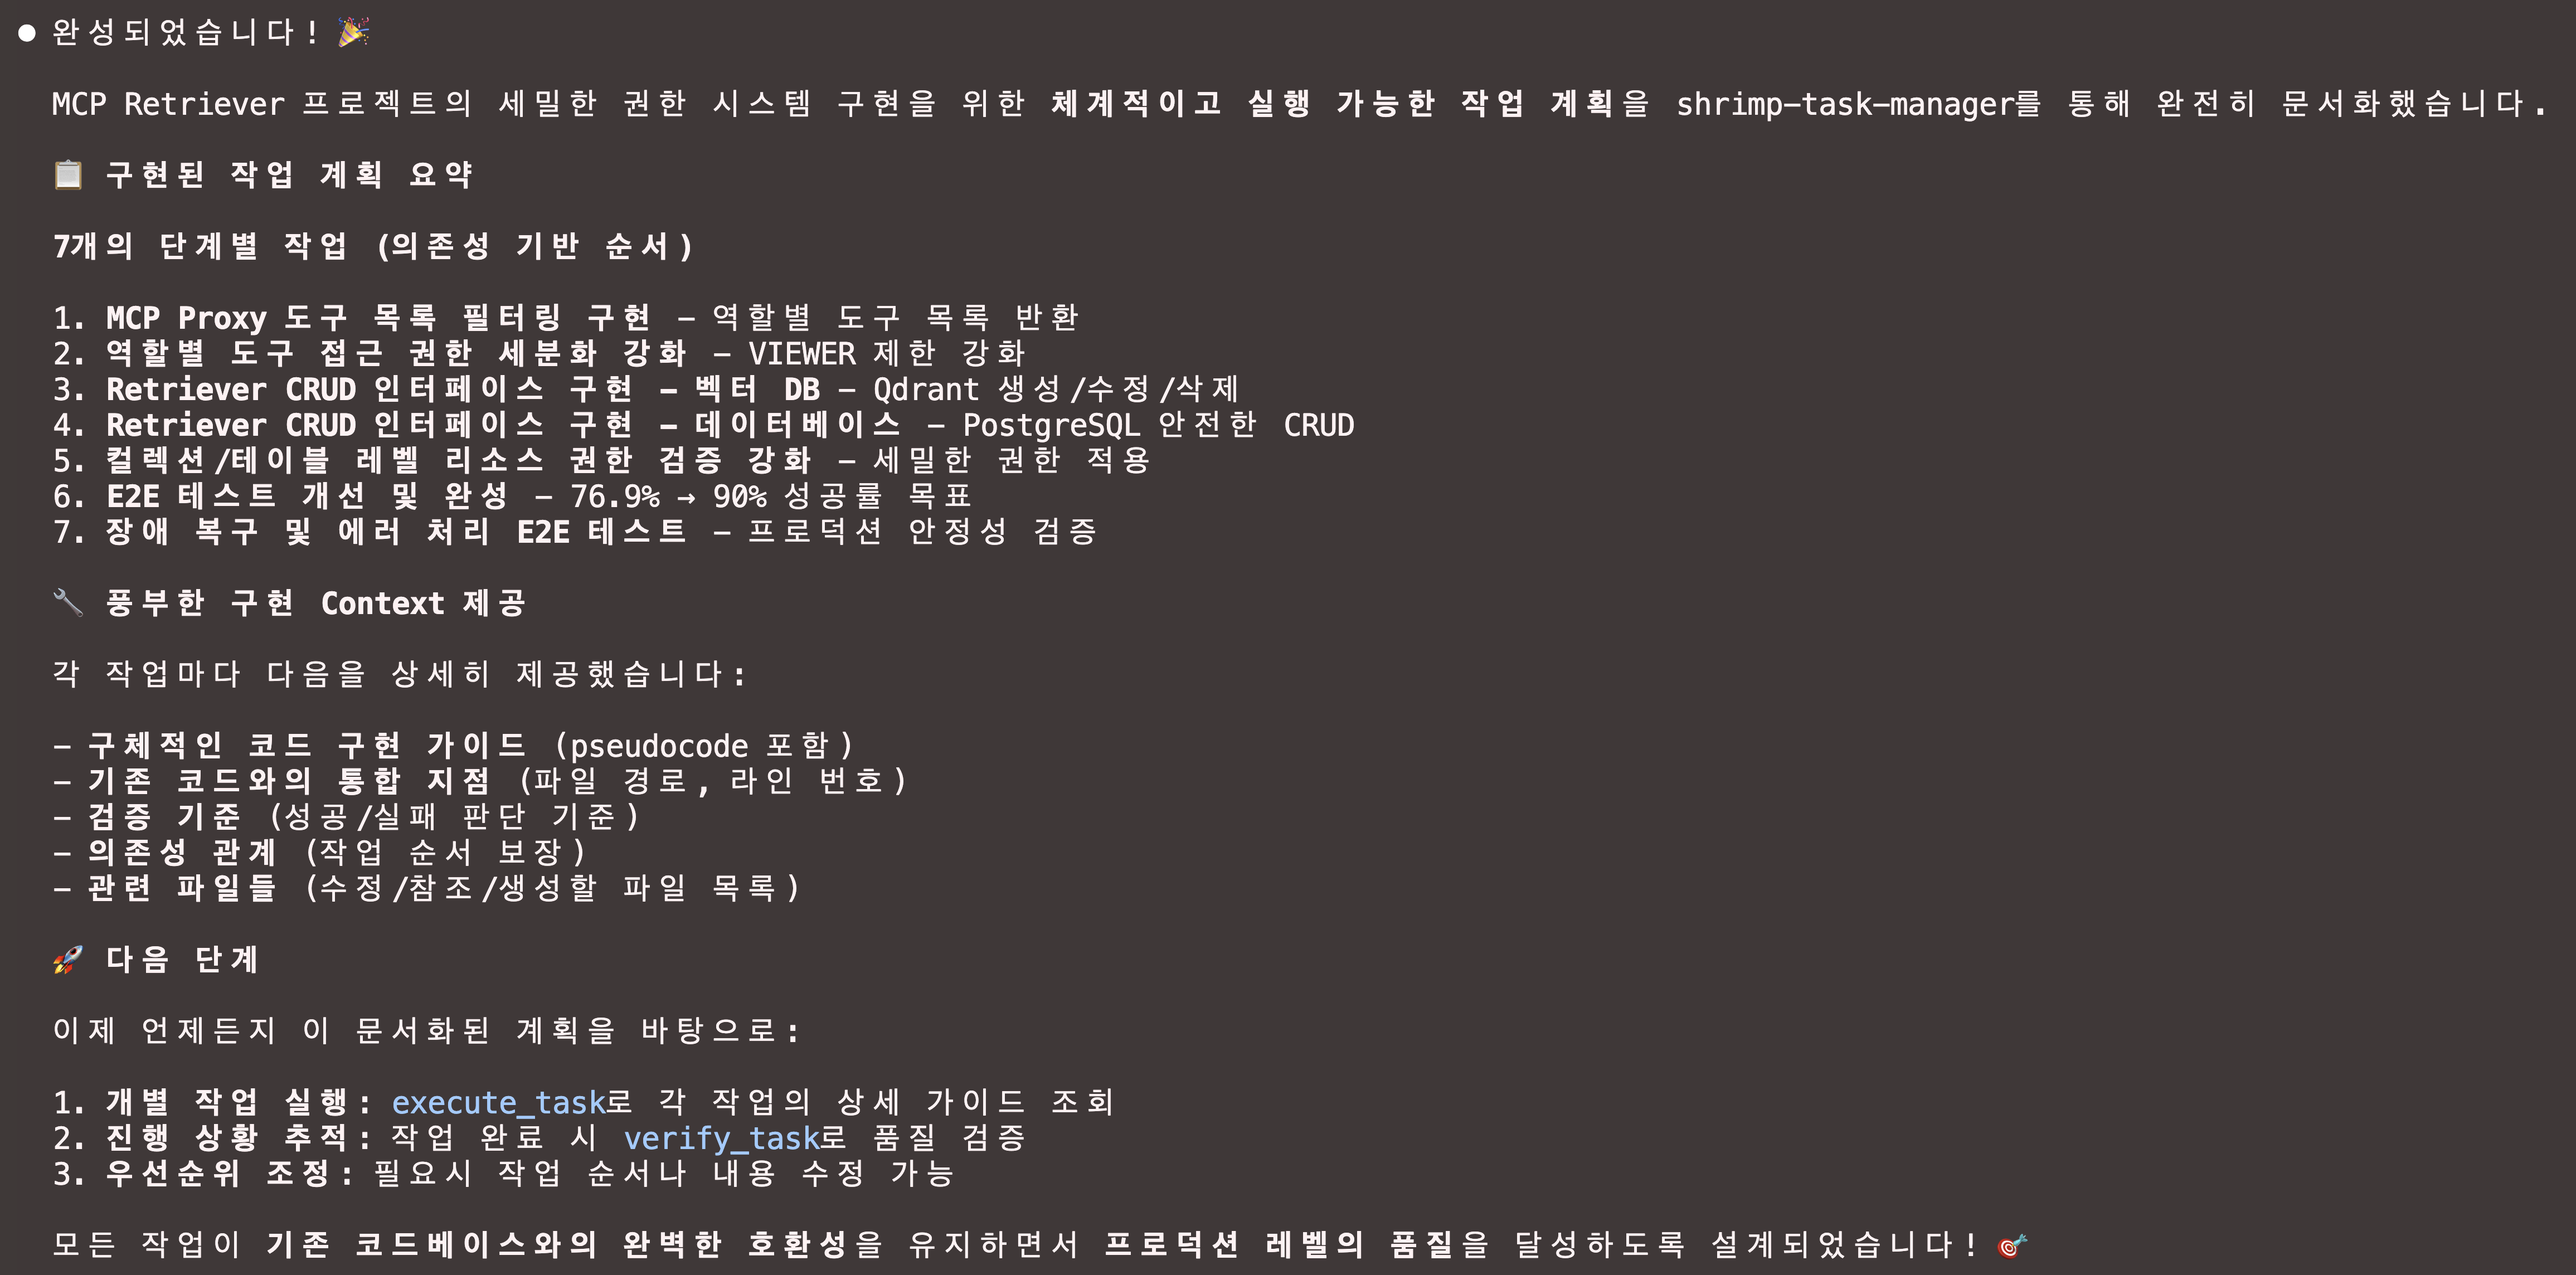 ● 완성되었습니다! 🎉
MCP Retriever 프로젝트의 세밀한 권한 시스템 구현을 위한 체계적이고 실행 가능한 작업 계획을 shrimp-task-manager를 통해 완전히 문서화했습니다.
📋 구현된 작업 계획 요약
7개의 단계별 작업 (의존성 기반 순서)
1. MCP Proxy 도구 목록 필터링 구현 - 역할별 도구 목록 반환
2. 역할별 도구 접근 권한 세분화 강화 - VIEWER 제한 강화
3. Retriever CRUD 인터페이스 구현 - 벡터 DB - Qdrant 생성/수정/삭제
4. Retriever CRUD 인터페이스 구현 - 데이터베이스 - PostgreSQL 안전한 CRUD
5. 컬렉션/테이블 레벨 리소스 권한 검증 강화 - 세밀한 권한 적용
6. E2E 테스트 개선 및 완성 - 76.9% → 90% 성공률 목표
7. 장애 복구 및 에러 처리 E2E 테스트 - 프로덕션 안정성 검증
🔧 풍부한 구현 Context 제공
각 작업마다 다음을 상세히 제공했습니다:
- 구체적인 코드 구현 가이드 (pseudocode 포함)
- 기존 코드와의 통합 지점 (파일 경로, 라인 번호)
- 검증 기준 (성공/실패 판단 기준)
- 의존성 관계 (작업 순서 보장)
- 관련 파일들 (수정/참조/생성할 파일 목록)
🚀 다음 단계
이제 언제든지 이 문서화된 계획을 바탕으로:
1. 개별 작업 실행: execute_task로 각 작업의 상세 가이드 조회
2. 진행 상황 추적: 작업 완료 시 verify_task로 품질 검증
3. 우선순위 조정: 필요시 작업 순서나 내용 수정 가능
모든 작업이 기존 코드베이스와의 완벽한 호환성을 유지하면서 프로덕션 레벨의 품질을 달성하도록 설계되었습니다! 🎯